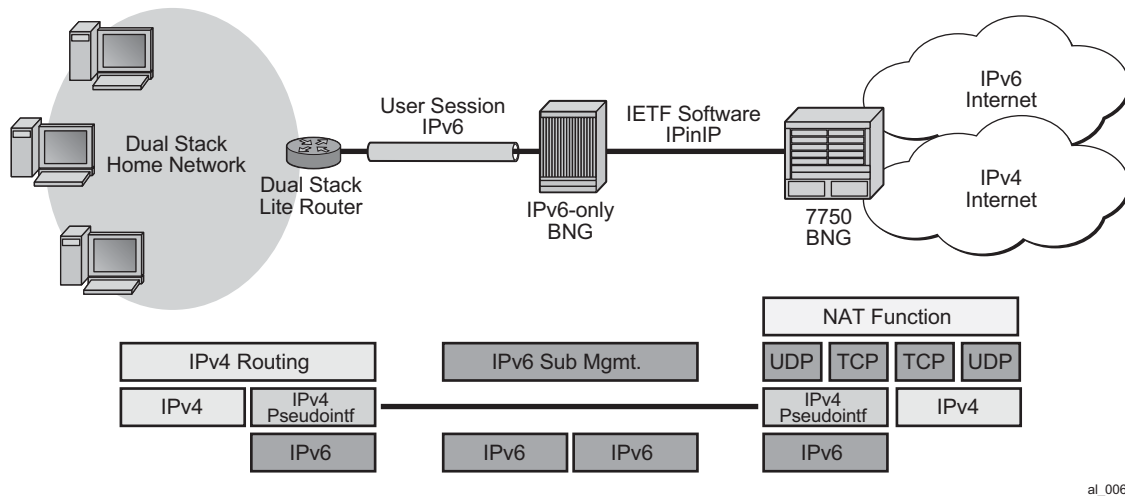 Dual Stack
Home Network
Dual Stack
Lite Router
User Session
IPv6
IPv6-only
BNG
IETF Software
IPinIP
7750
BNG
IPv6
Internet
IPv4
Internet
NAT Function
IPv4 Routing
IPv6 Sub Mgmt.
UDP
TCP
TCP
UDP
IPv4
IPv4
Pseudointf
IPv4
Pseudointf
IPv4
IPv6
IPv6
IPv6
IPv6
al_006